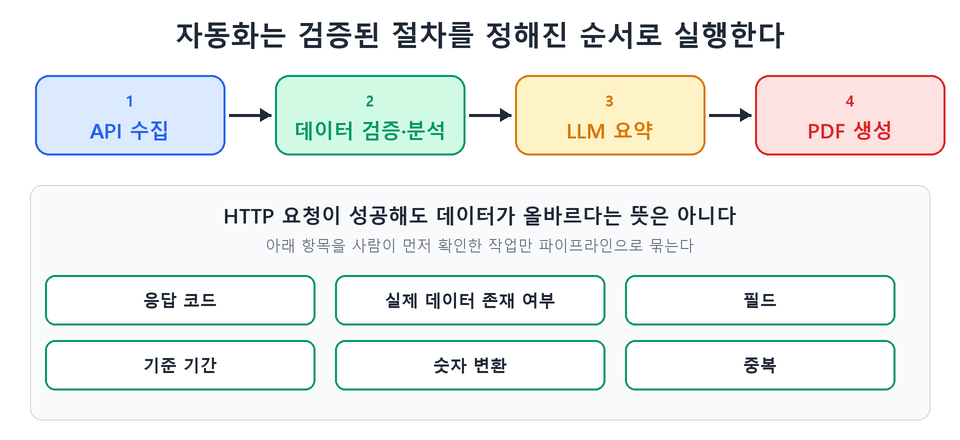 자동화는 검증된 절차를 정해진 순서로 실행한다
1
API 수집
2
데이터 검증·분석
3
LLM 요약
4
PDF 생성
HTTP 요청이 성공해도 데이터가 올바르다는 뜻은 아니다
아래 항목을 사람이 먼저 확인한 작업만 파이프라인으로 묶는다
응답 코드
실제 데이터 존재 여부
필드
기준 기간
숫자 변환
중복